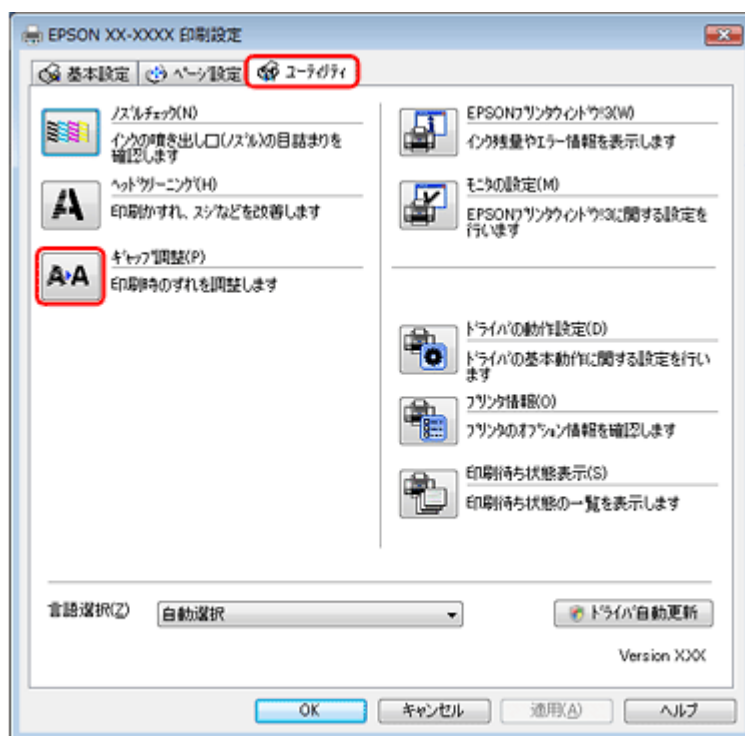 EPSON XX-XXXX 印刷設定
基本設定 ページ設定 ユーティリティ
ノズルチェック(N)
インクの噴き出し口(ノズル)の目詰まりを
確認します
ヘッドクリーニング(H)
印刷かすれ、スジなどを改善します
ギャップ調整(P)
印刷時のずれを調整します
EPSONプリンタウィンドウ!3(W)
インク残量やエラー情報を表示します
モニタの設定(M)
EPSONプリンタウィンドウ!3に関する設定を
行います
ドライバの動作設定(D)
ドライバの基本動作に関する設定を行い
ます
プリンタ情報(O)
プリンタのオプション情報を確認します
印刷待ち状態表示(S)
印刷待ち状態の一覧を表示します
言語選択(Z) 自動選択 ドライバ自動更新
Version XXX
OK キャンセル 適用(A) ヘルプ